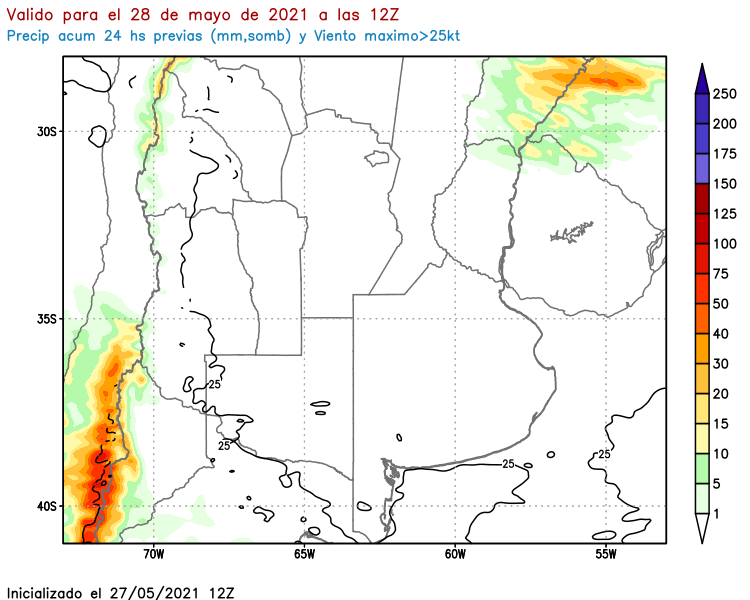 Valido para el 28 de mayo de 2021 a las 12Z
Precip acum 24 hs previas (mm,somb) y Viento maximo>25kt
30S
35S
40S
70W 65W 60W 55W
25
25
25
25
250
200
175
150
125
100
75
50
40
30
20
15
10
5
1
Inicializado el 27/05/2021 12Z